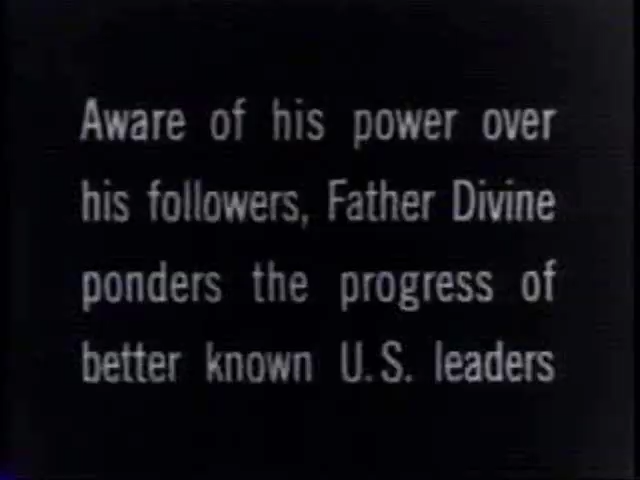 Aware of his power over
his followers, Father Divine
ponders the progress of
better known U.S. leaders